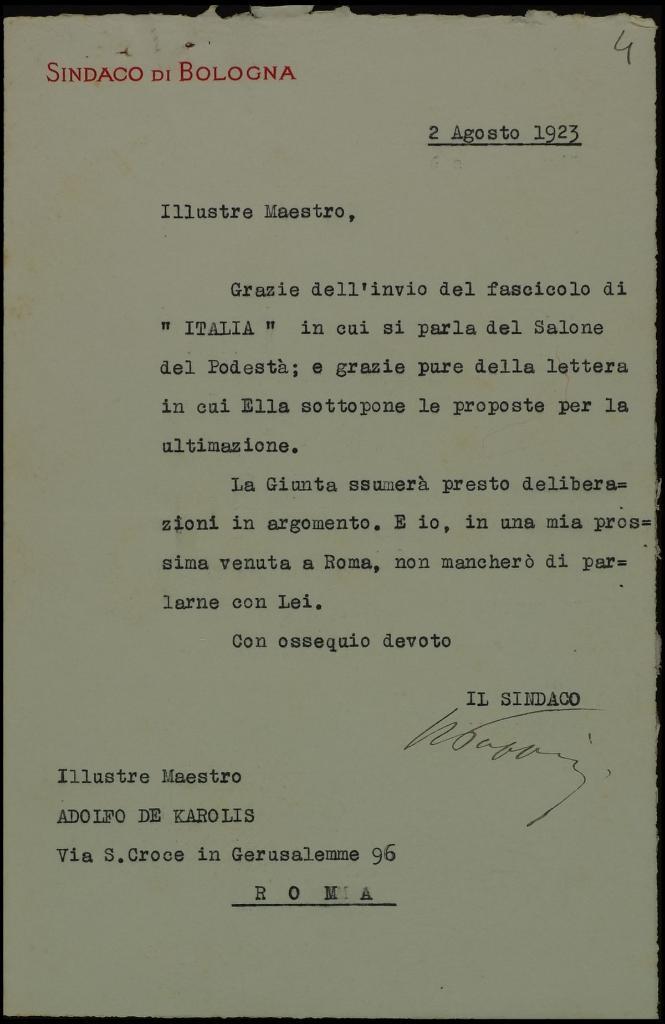 4
SINDACO DI BOLOGNA
2 Agosto 1923
Illustre Maestro,
Grazie dell'invio del fascicolo di
" ITALIA " in cui si parla del Salone
del Podestà; e grazie pure della lettera
in cui Ella sottopone le proposte per la
ultimazione.
La Giunta ssumerà presto delibera=
zioni in argomento. E io, in una mia pros=
sima venuta a Roma, non mancherò di par=
larne con Lei.
Con ossequio devoto
IL SINDACO
Illustre Maestro
ADOLFO DE KAROLIS
Via S.Croce in Gerusalemme 96
R O M A